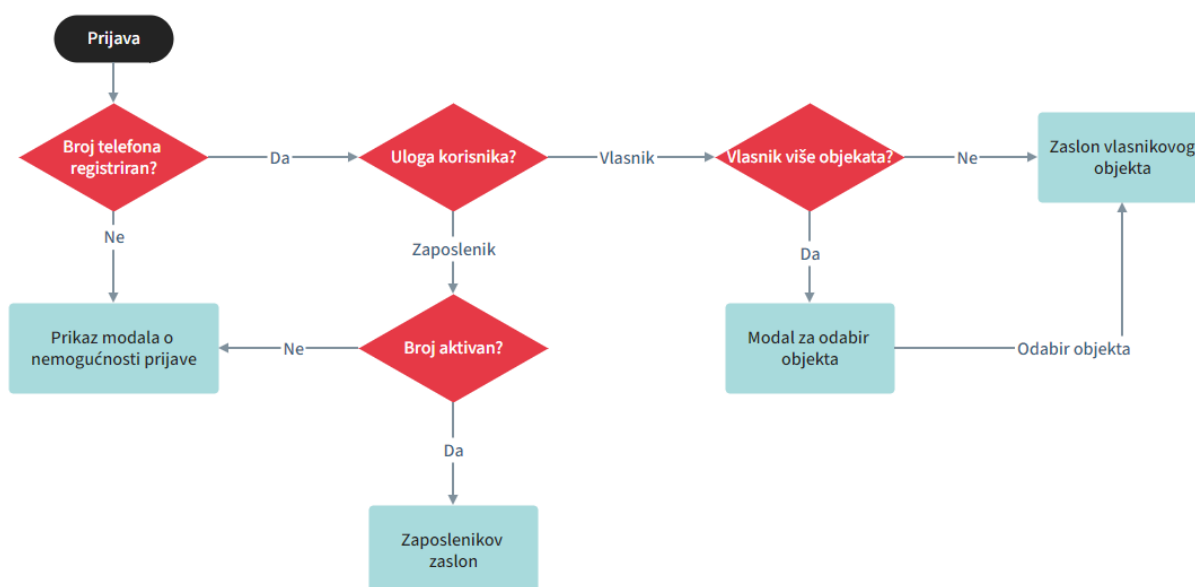 Prijava
Broj telefona
registriran?
Da
Uloga korisnika?
Vlasnik
Vlasnik više objekata?
Ne
Zaslon vlasnikovog
objekta
Ne
Zaposlenik
Da
Prikaz modala o
nemogućnosti prijave
Ne
Broj aktivan?
Modal za odabir
objekta
Odabir objekta
Da
Zaposlenikov
zaslon